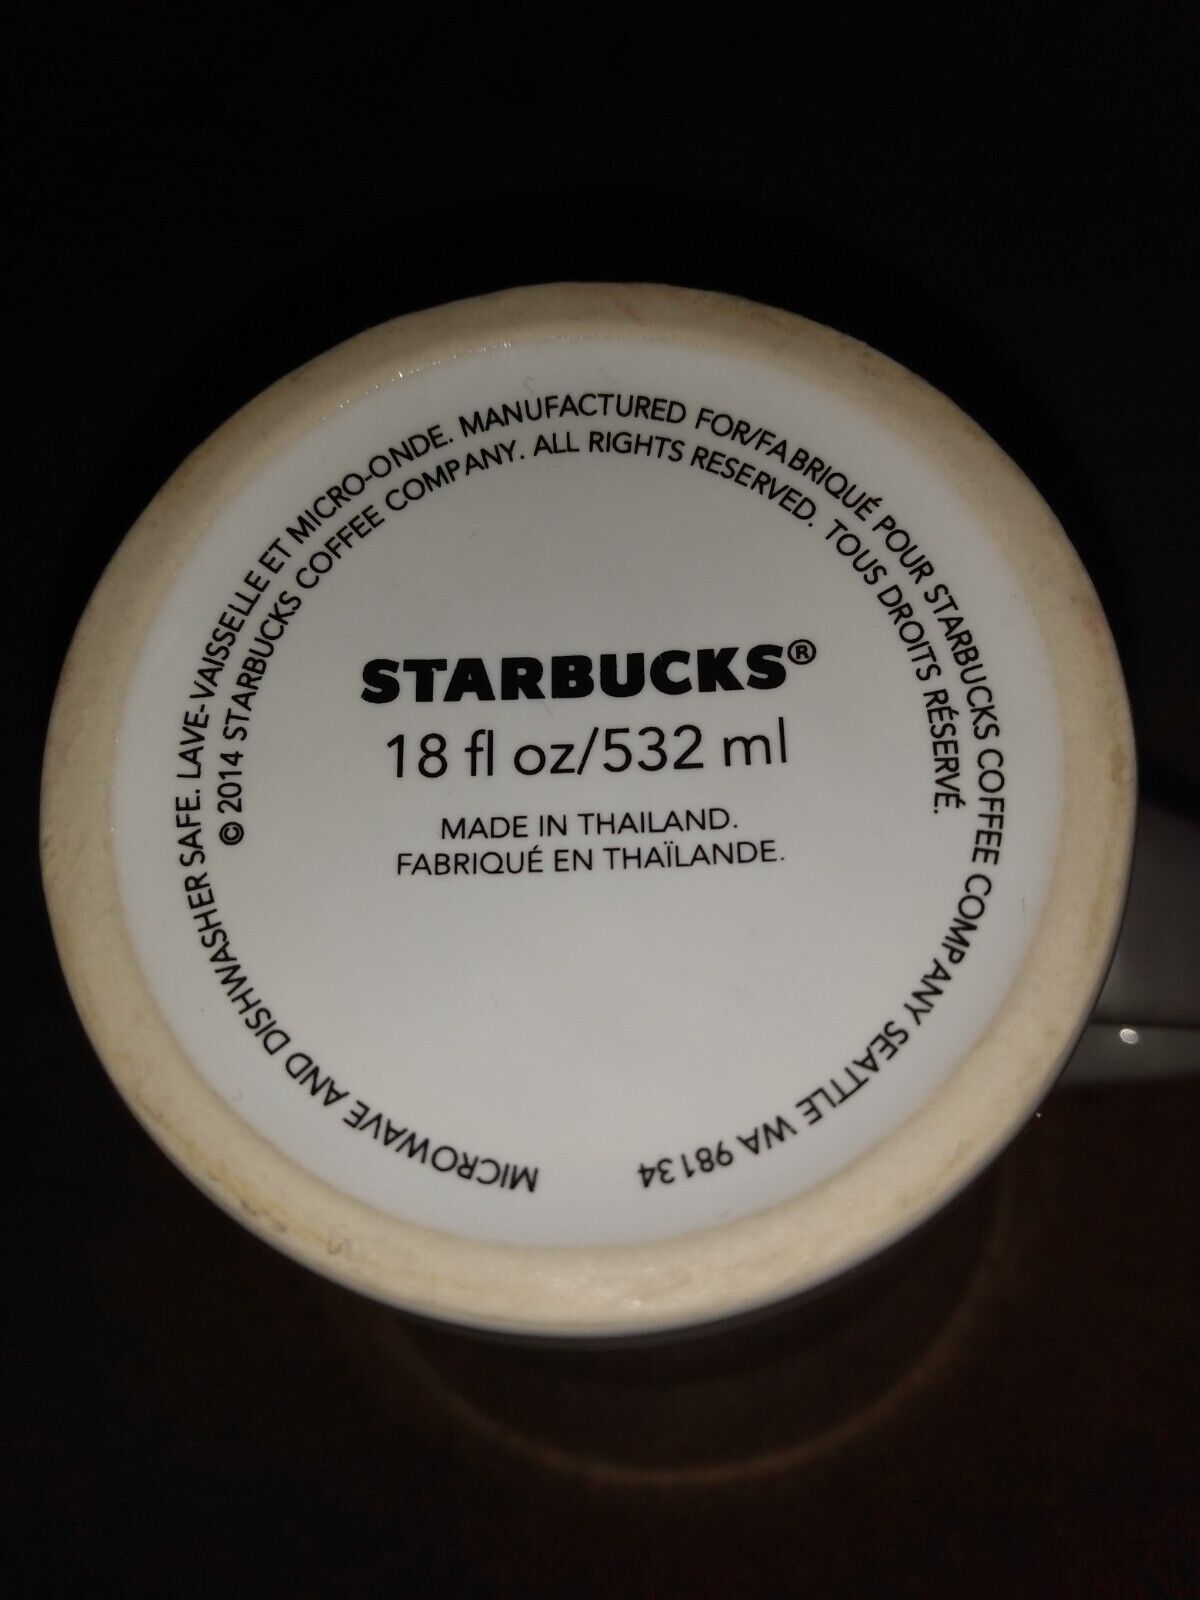 MICROWAVE AND DISHWASHER SAFE. LAVE-VAISSELLE ET MICRO-ONDE. MANUFACTURED FOR/FABRIQUÉ POUR STARBUCKS COFFEE COMPANY SEATTLE WA 98134
© 2014 STARBUCKS COFFEE COMPANY. ALL RIGHTS RESERVED. TOUS DROITS RÉSERVÉ.
STARBUCKS®
18 fl oz/532 ml
MADE IN THAILAND.
FABRIQUÉ EN THAÏLANDE.